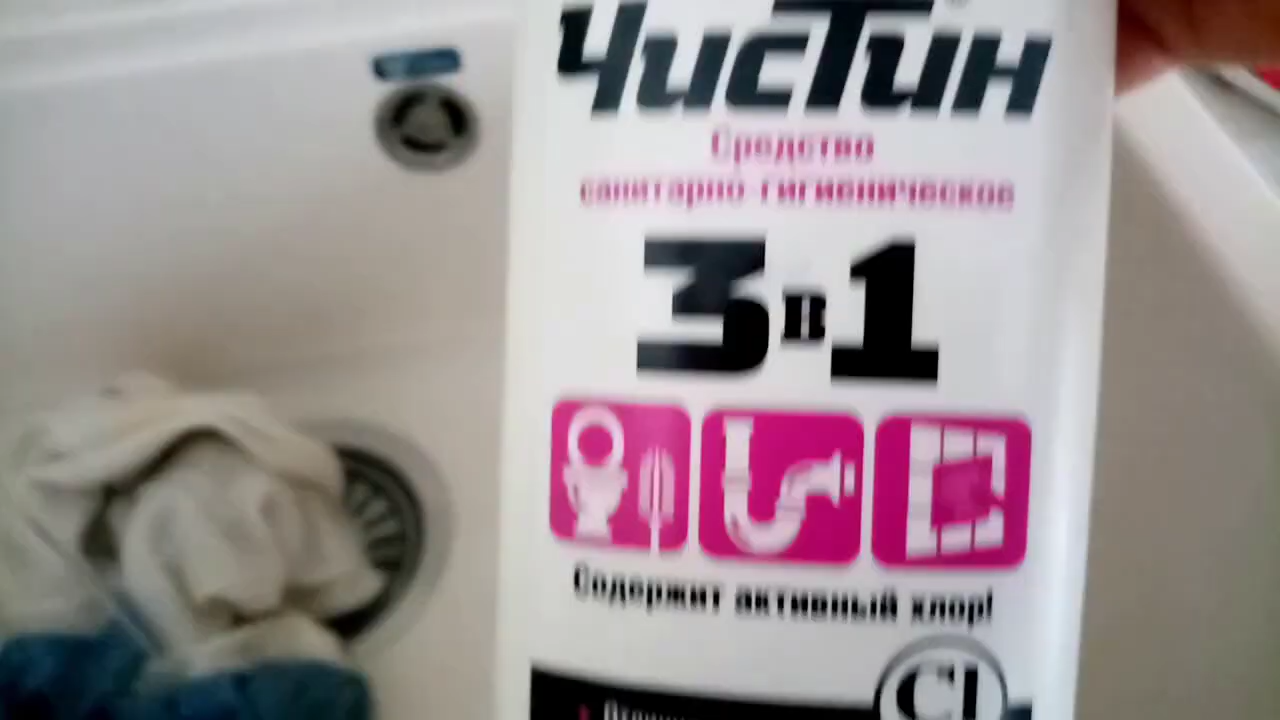 ЧисТин
Средство
санитарно-гигиеническое
3в1
Содержит активный хлор!
Cl